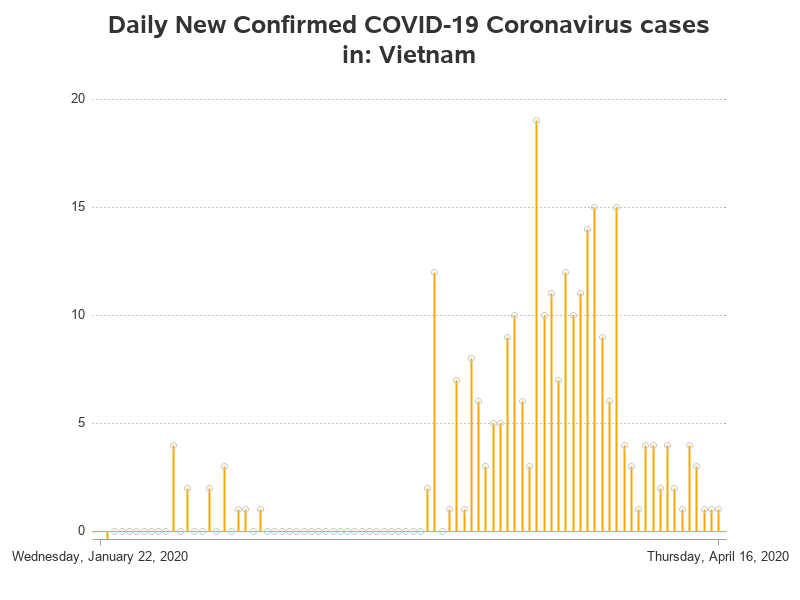 Daily New Confirmed COVID-19 Coronavirus cases
in: Vietnam
20
15
10
5
0
Wednesday, January 22, 2020
Thursday, April 16, 2020